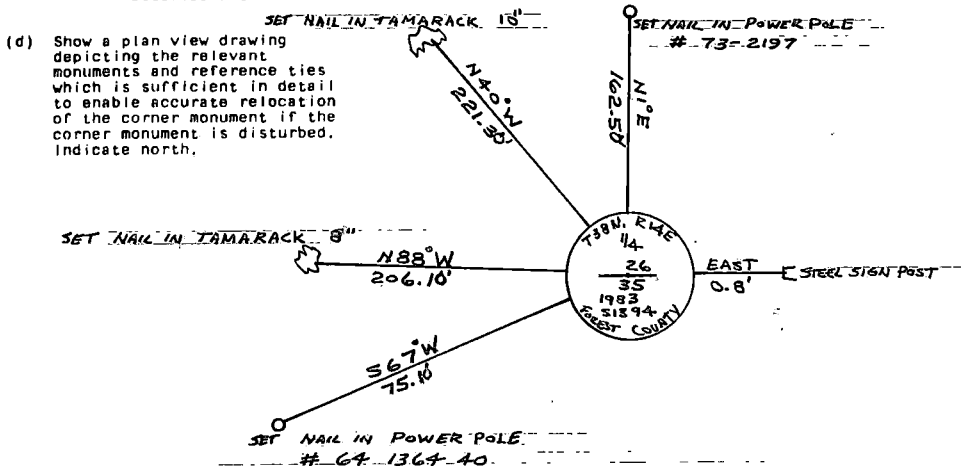 (d) Show a plan view drawing
depicting the relevant
monuments and reference ties
which is sufficient in detail
to enable accurate relocation
of the corner monument if the
corner monument is disturbed.
Indicate north.
SET NAIL IN TAMARACK 10"
SET NAIL IN POWER POLE
# 73-2197
N40°W
221.30'
N1°E
162.50'
SET NAIL IN TAMARACK 8"
N88°W
206.10'
T38N, R14E
1/4
26
35
1983
S1394
FOREST COUNTY
EAST
0.8'
STEEL SIGN POST
S67°W
75.10'
SET NAIL IN POWER POLE
# 64 1364 40